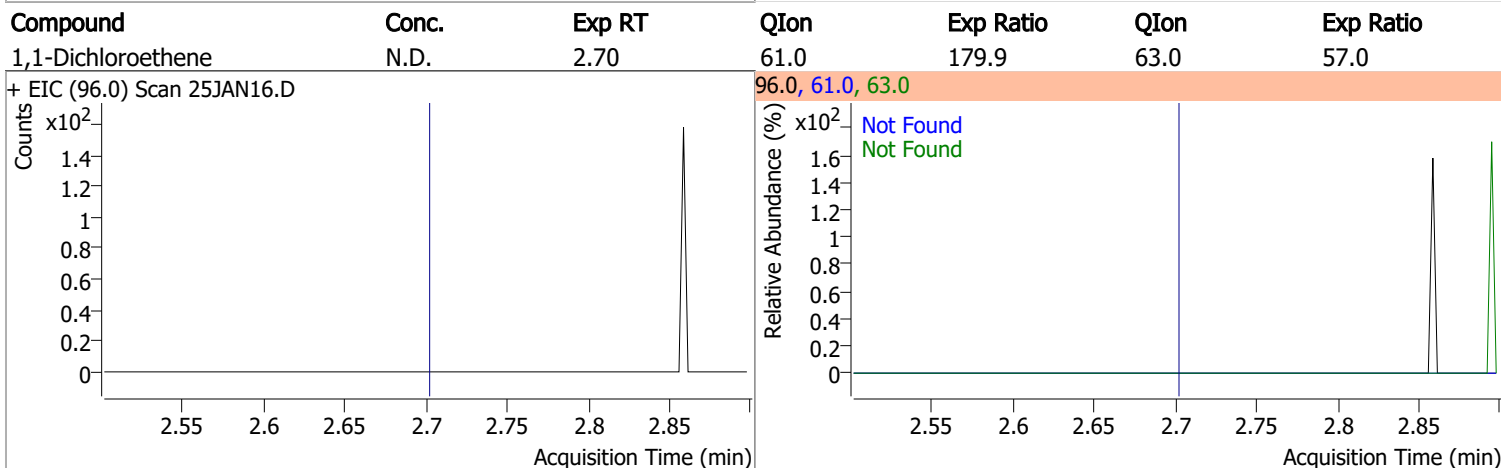 Compound Conc. Exp RT QIon Exp Ratio QIon Exp Ratio
1,1-Dichloroethene N.D. 2.70 61.0 179.9 63.0 57.0
+ EIC (96.0) Scan 25JAN16.D
Counts
x10²
1.4
1.2
1
0.8
0.6
0.4
0.2
0
2.55 2.6 2.65 2.7 2.75 2.8 2.85
Acquisition Time (min)
96.0, 61.0, 63.0
Relative Abundance (%)
x10²
Not Found
Not Found
1.6
1.4
1.2
1
0.8
0.6
0.4
0.2
0
2.55 2.6 2.65 2.7 2.75 2.8 2.85
Acquisition Time (min)